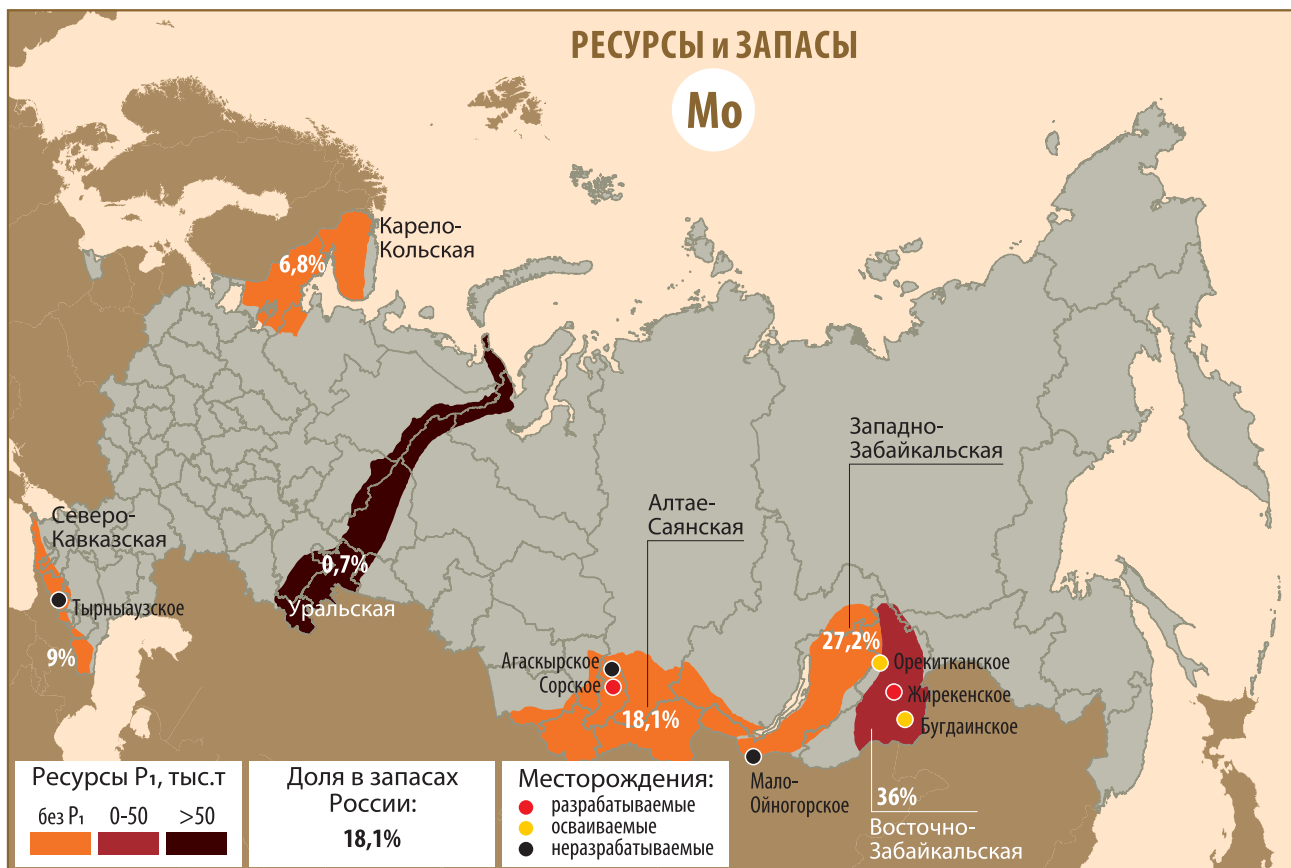 РЕСУРСЫ и ЗАПАСЫ
Mo
Карело-
Кольская
6,8%
Западно-
Забайкальская
Алтае-
Саянская
Северо-
Кавказская
0,7%
Уральская
Тырныаузское
9%
27,2%
Агаскырское
Сорское
18,1%
Орекитканское
Жирекенское
Бугдаинское
Мало-
Ойногорское
36%
Восточно-
Забайкальская
Ресурсы P₁, тыс.т
без P₁ 0-50 >50
Доля в запасах
России:
18,1%
Месторождения:
разрабатываемые
осваиваемые
неразрабатываемые